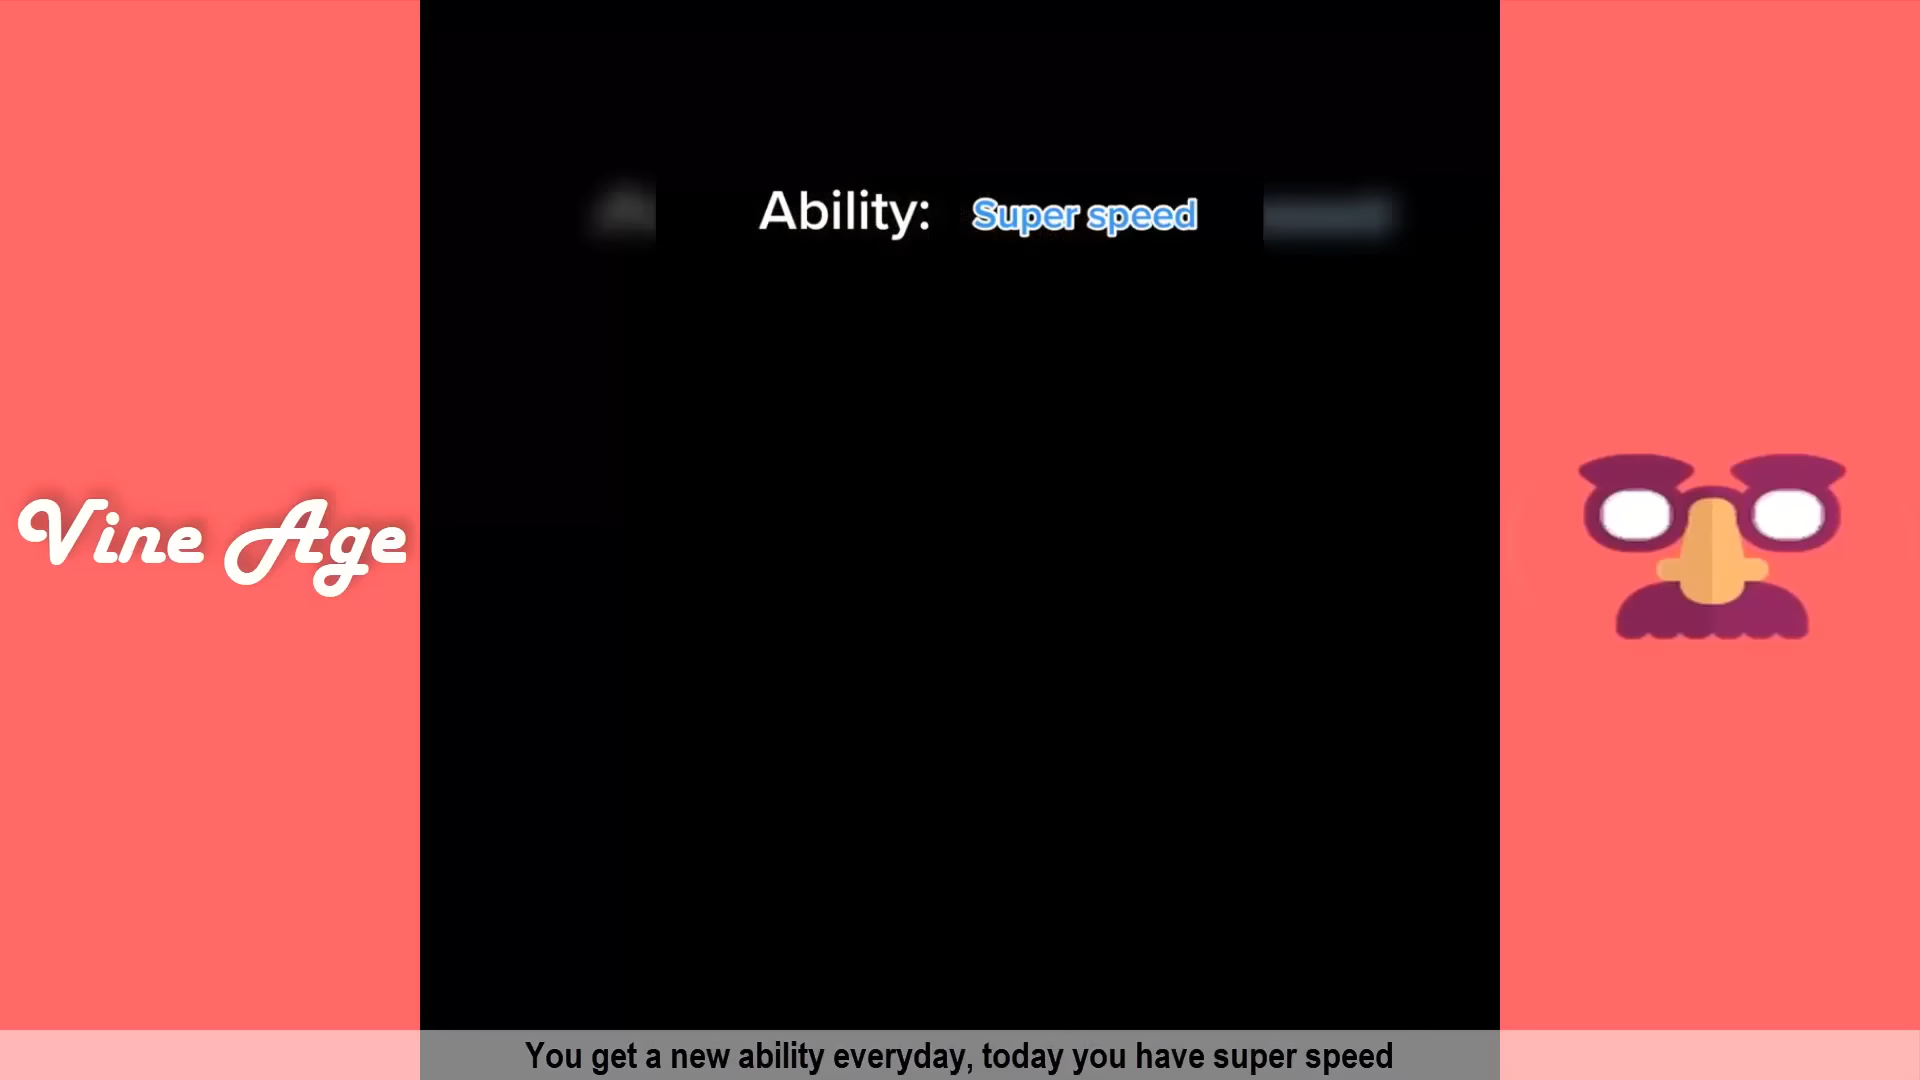 Ability: Super speed
Vine Age
You get a new ability everyday, today you have super speed